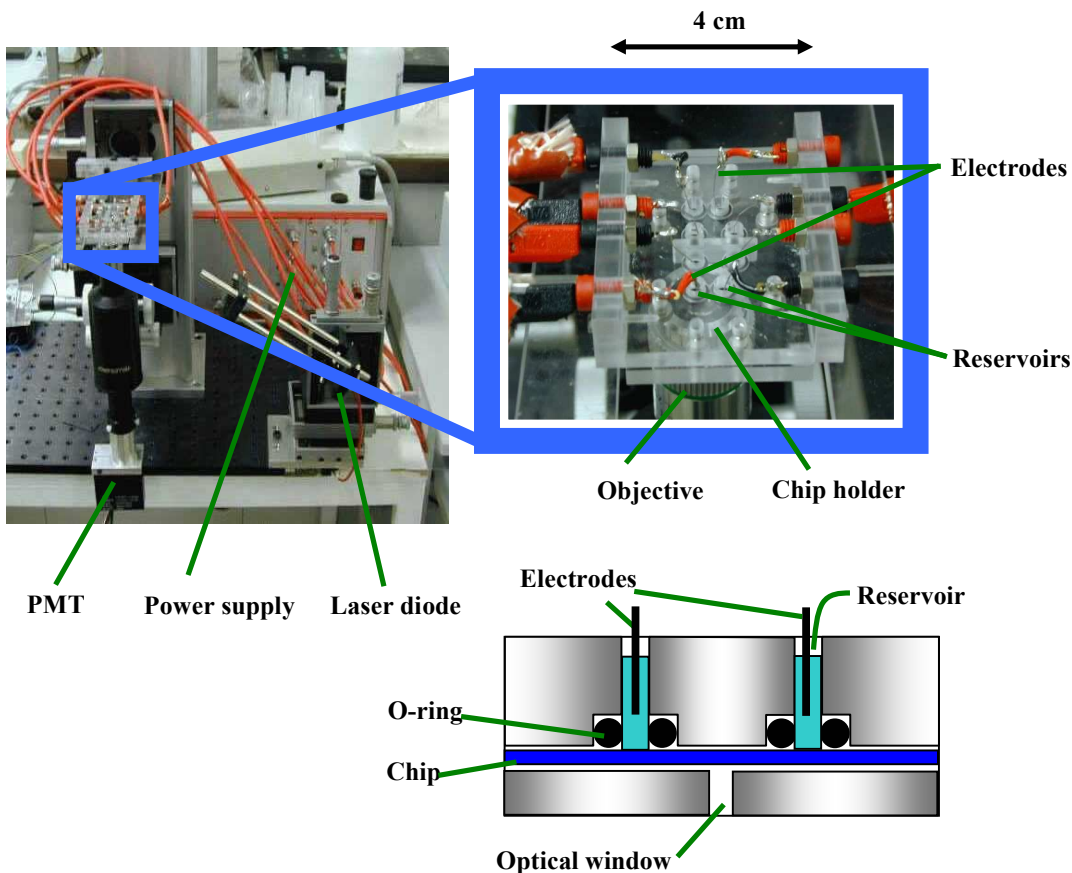 4 cm
Electrodes
Reservoirs
Objective
Chip holder
PMT
Power supply
Laser diode
Electrodes
Reservoir
O-ring
Chip
Optical window